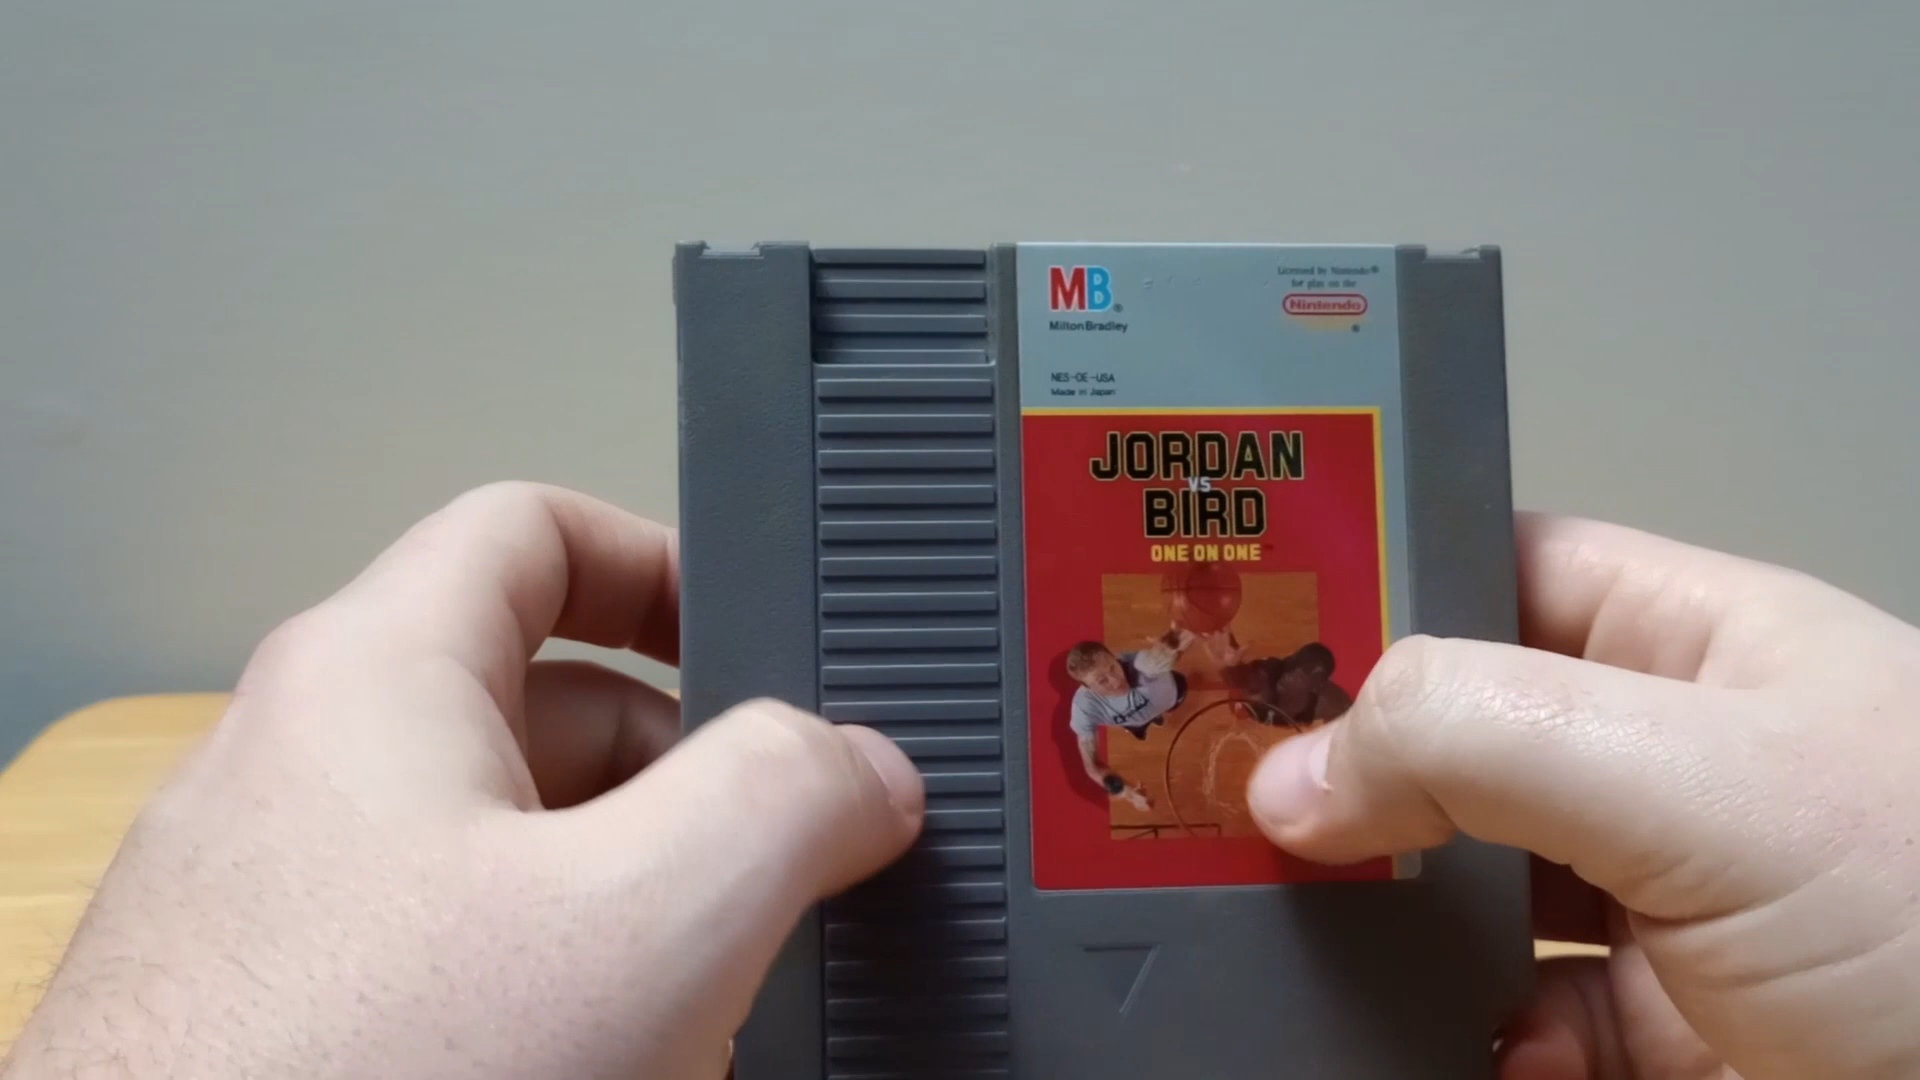 MB®
Milton Bradley
Licensed by Nintendo®
for play on the
Nintendo
®
NES-OE-USA
Made in Japan
JORDAN
VS
BIRD
ONE ON ONE™